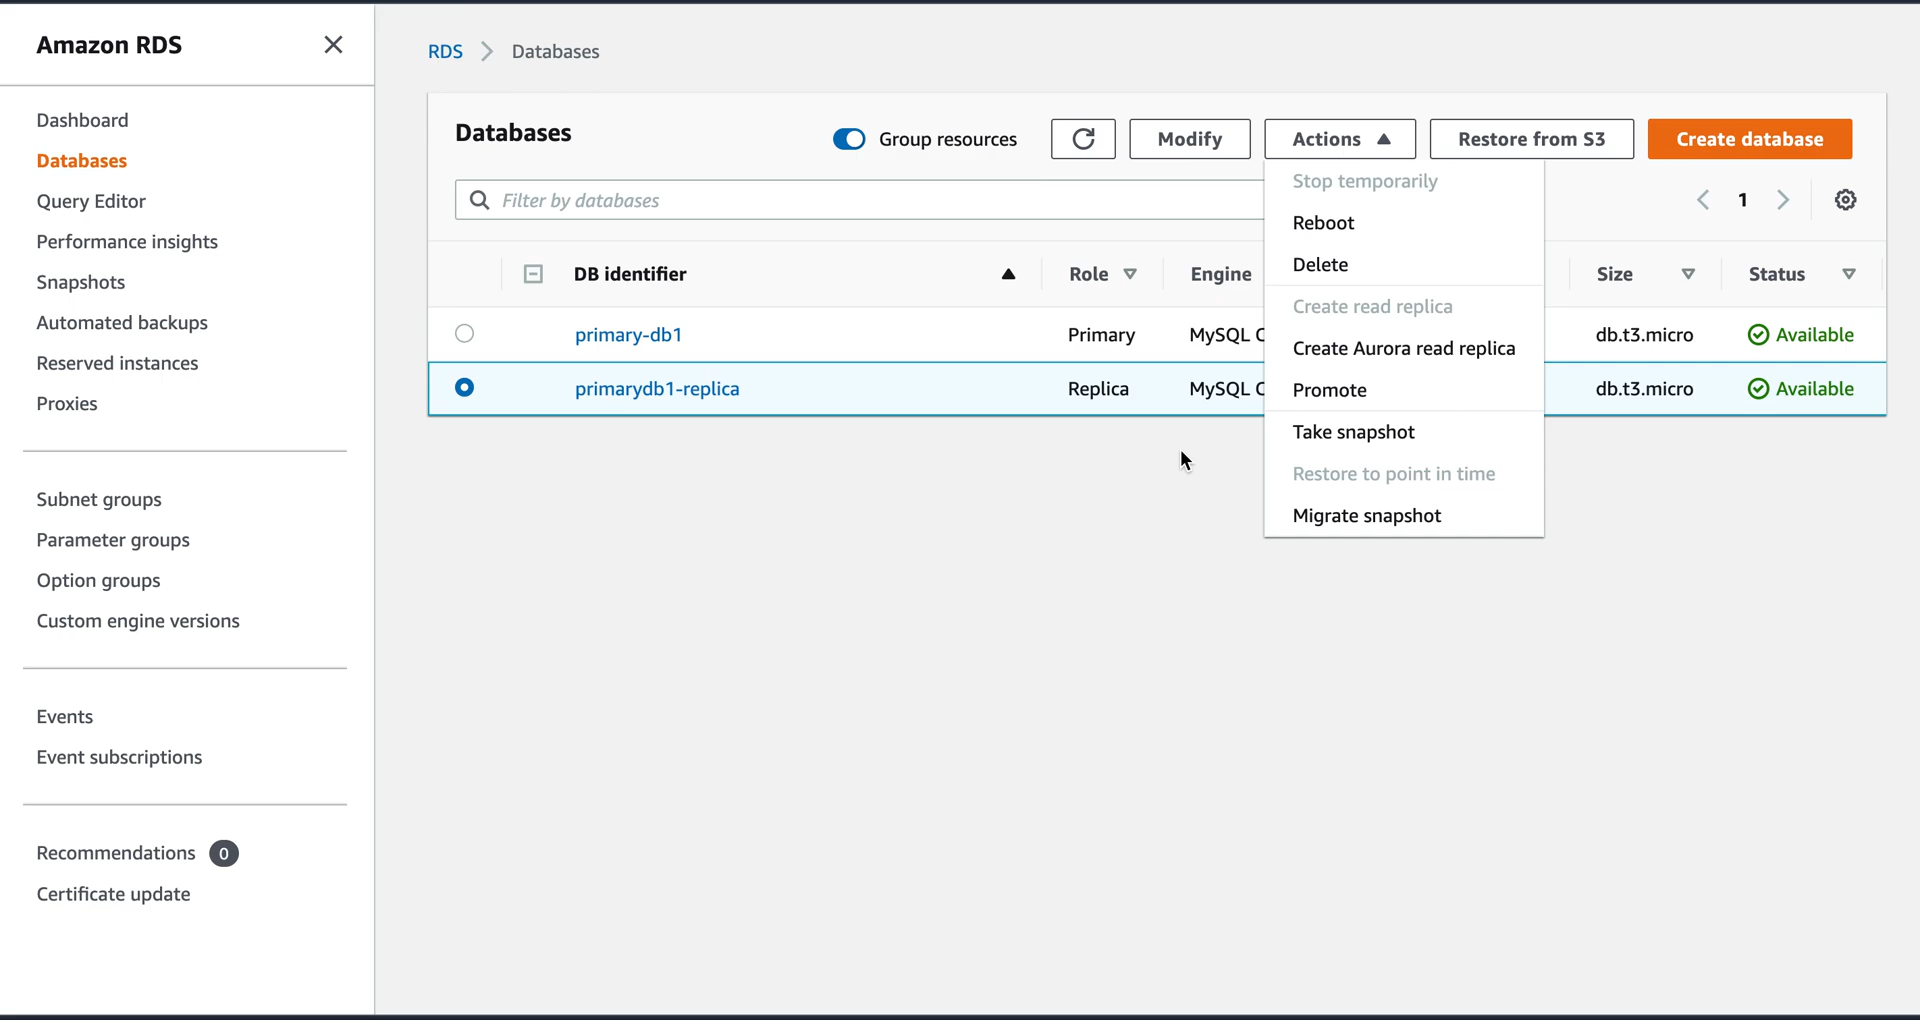 Amazon RDS
Dashboard
Databases
Query Editor
Performance insights
Snapshots
Automated backups
Reserved instances
Proxies
Subnet groups
Parameter groups
Option groups
Custom engine versions
Events
Event subscriptions
Recommendations 0
Certificate update
RDS Databases
Databases Group resources Modify Actions Restore from S3 Create database
Filter by databases 1
DB identifier Role Engine Size Status
primary-db1 Primary MySQL C db.t3.micro Available
primarydb1-replica Replica MySQL C db.t3.micro Available
Stop temporarily
Reboot
Delete
Create read replica
Create Aurora read replica
Promote
Take snapshot
Restore to point in time
Migrate snapshot